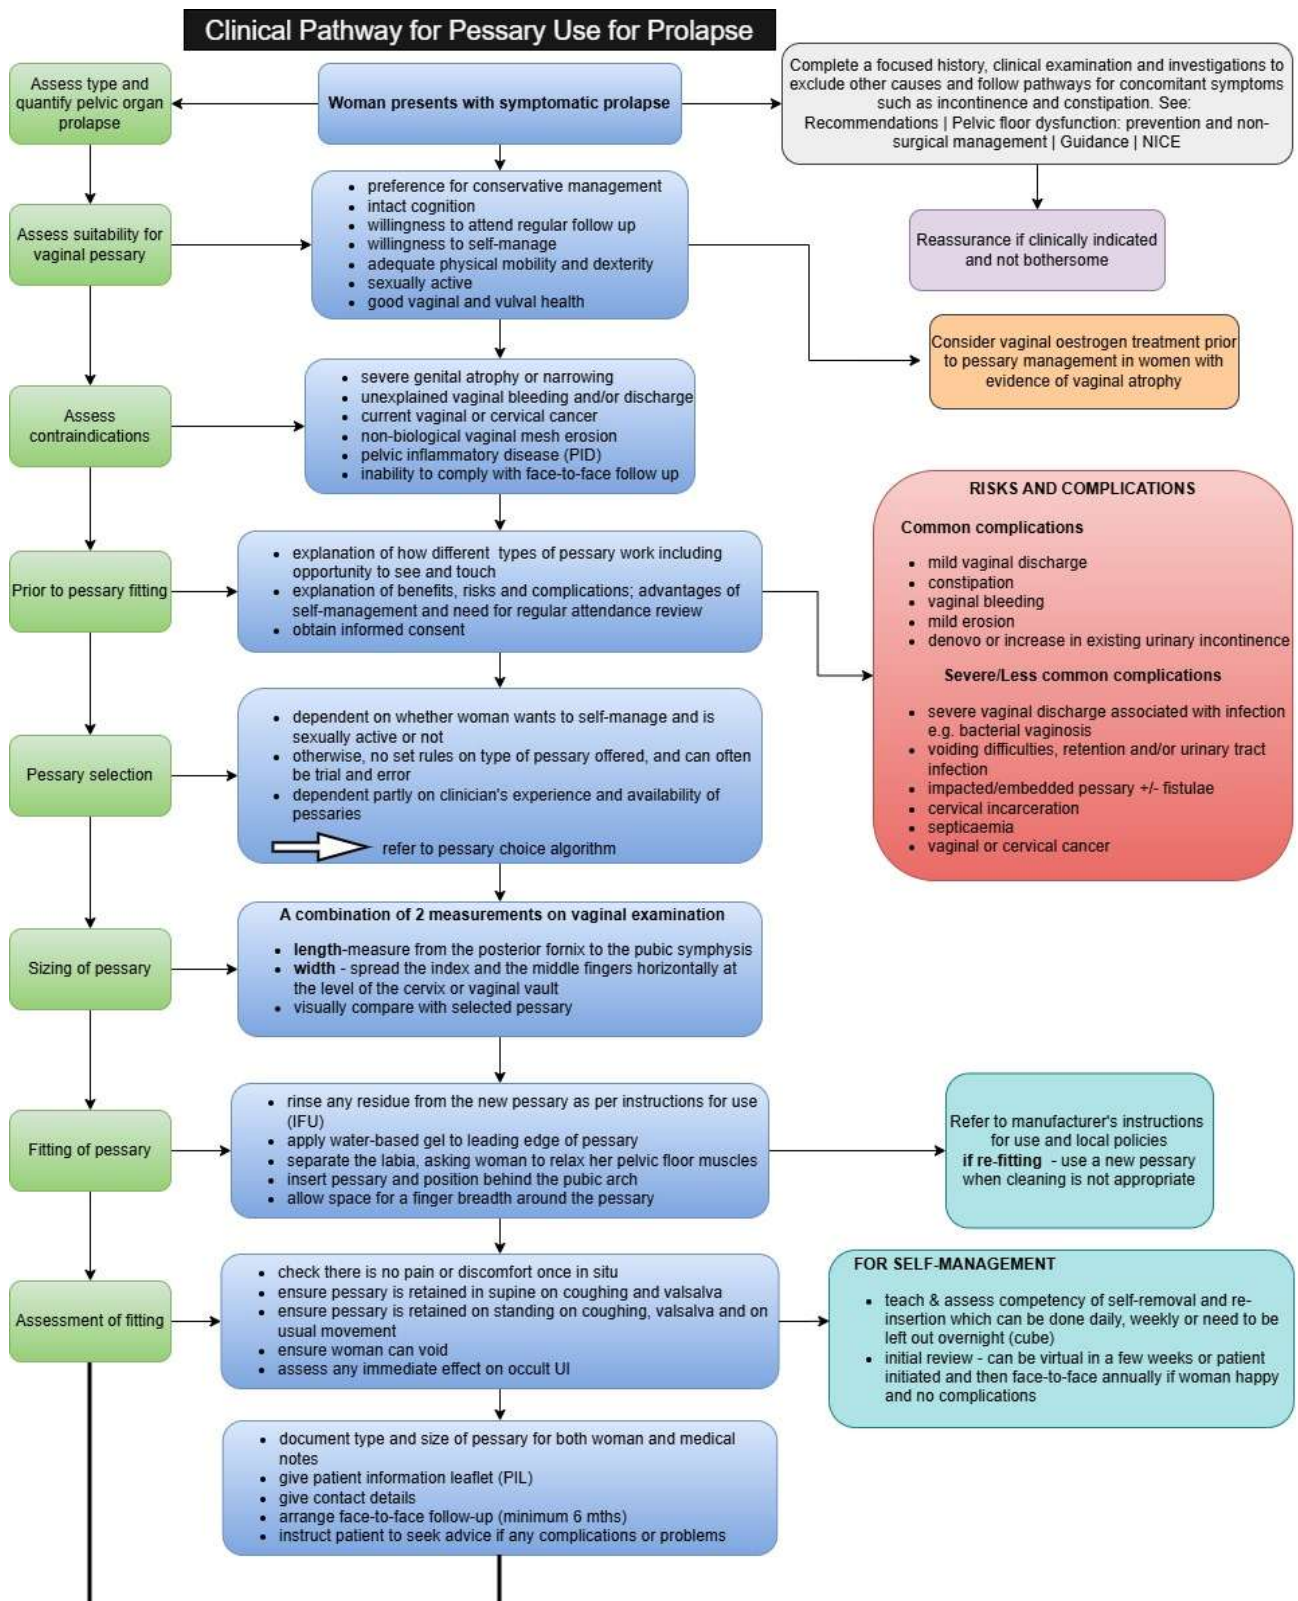 Clinical Pathway for Pessary Use for Prolapse
Assess type and
quantify pelvic organ
prolapse
Woman presents with symptomatic prolapse
Complete a focused history, clinical examination and investigations to
exclude other causes and follow pathways for concomitant symptoms
such as incontinence and constipation. See:
Recommendations | Pelvic floor dysfunction: prevention and non-
surgical management | Guidance | NICE
Assess suitability for
vaginal pessary
• preference for conservative management
• intact cognition
• willingness to attend regular follow up
• willingness to self-manage
• adequate physical mobility and dexterity
• sexually active
• good vaginal and vulval health
Reassurance if clinically indicated
and not bothersome
Consider vaginal oestrogen treatment prior
to pessary management in women with
evidence of vaginal atrophy
Assess
contraindications
• severe genital atrophy or narrowing
• unexplained vaginal bleeding and/or discharge
• current vaginal or cervical cancer
• non-biological vaginal mesh erosion
• pelvic inflammatory disease (PID)
• inability to comply with face-to-face follow up
Prior to pessary fitting
• explanation of how different types of pessary work including
opportunity to see and touch
• explanation of benefits, risks and complications; advantages of
self-management and need for regular attendance review
• obtain informed consent
RISKS AND COMPLICATIONS
Common complications
• mild vaginal discharge
• constipation
• vaginal bleeding
• mild erosion
• denovo or increase in existing urinary incontinence
Severe/Less common complications
• severe vaginal discharge associated with infection
e.g. bacterial vaginosis
• voiding difficulties, retention and/or urinary tract
infection
• impacted/embedded pessary +/- fistulae
• cervical incarceration
• septicaemia
• vaginal or cervical cancer
Pessary selection
• dependent on whether woman wants to self-manage and is
sexually active or not
• otherwise, no set rules on type of pessary offered, and can often
be trial and error
• dependent partly on clinician's experience and availability of
pessaries
refer to pessary choice algorithm
Sizing of pessary
A combination of 2 measurements on vaginal examination
• length-measure from the posterior fornix to the pubic symphysis
• width - spread the index and the middle fingers horizontally at
the level of the cervix or vaginal vault
• visually compare with selected pessary
Fitting of pessary
• rinse any residue from the new pessary as per instructions for use
(IFU)
• apply water-based gel to leading edge of pessary
• separate the labia, asking woman to relax her pelvic floor muscles
• insert pessary and position behind the pubic arch
• allow space for a finger breadth around the pessary
Refer to manufacturer's instructions
for use and local policies
if re-fitting - use a new pessary
when cleaning is not appropriate
Assessment of fitting
• check there is no pain or discomfort once in situ
• ensure pessary is retained in supine on coughing and valsalva
• ensure pessary is retained on standing on coughing, valsalva and on
usual movement
• ensure woman can void
• assess any immediate effect on occult UI
FOR SELF-MANAGEMENT
• teach & assess competency of self-removal and re-
insertion which can be done daily, weekly or need to be
left out overnight (cube)
• initial review - can be virtual in a few weeks or patient
initiated and then face-to-face annually if woman happy
and no complications
• document type and size of pessary for both woman and medical
notes
• give patient information leaflet (PIL)
• give contact details
• arrange face-to-face follow-up (minimum 6 mths)
• instruct patient to seek advice if any complications or problems